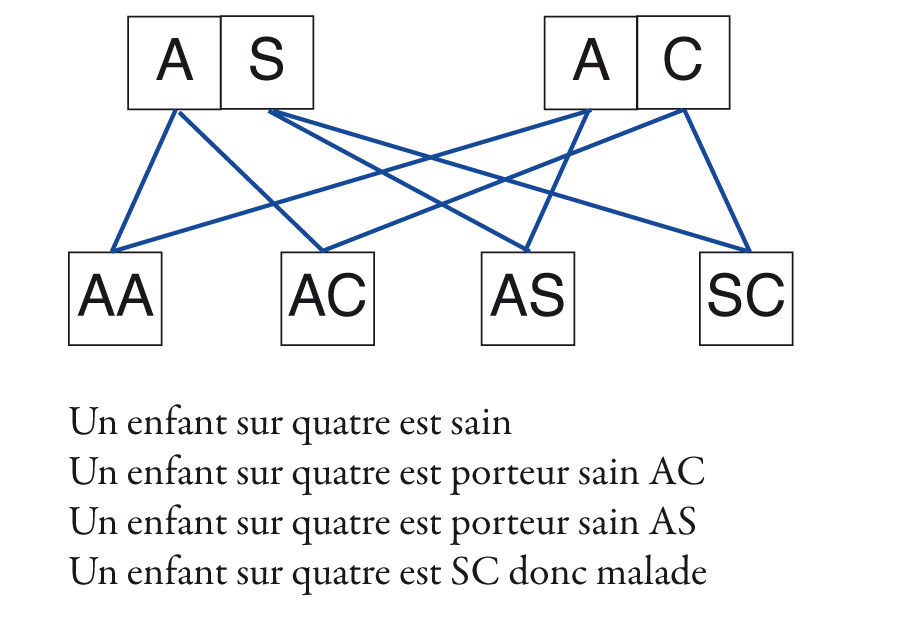 A S A C
AA AC AS SC
Un enfant sur quatre est sain
Un enfant sur quatre est porteur sain AC
Un enfant sur quatre est porteur sain AS
Un enfant sur quatre est SC donc malade